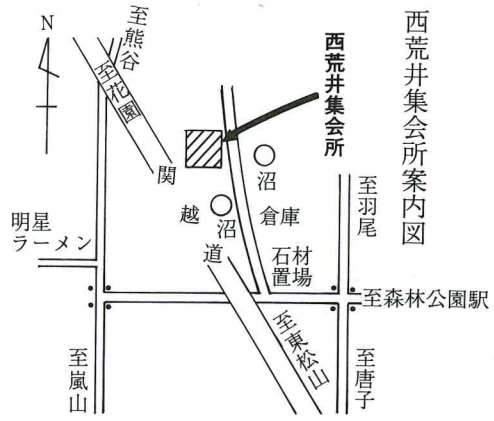 西荒井集会所案内図
N
至熊谷
至花園
西荒井集会所
関
越
道
沼
沼
倉庫
至羽尾
明星
ラーメン
石材
置場
至森林公園駅
至嵐山
至東松山
至唐子